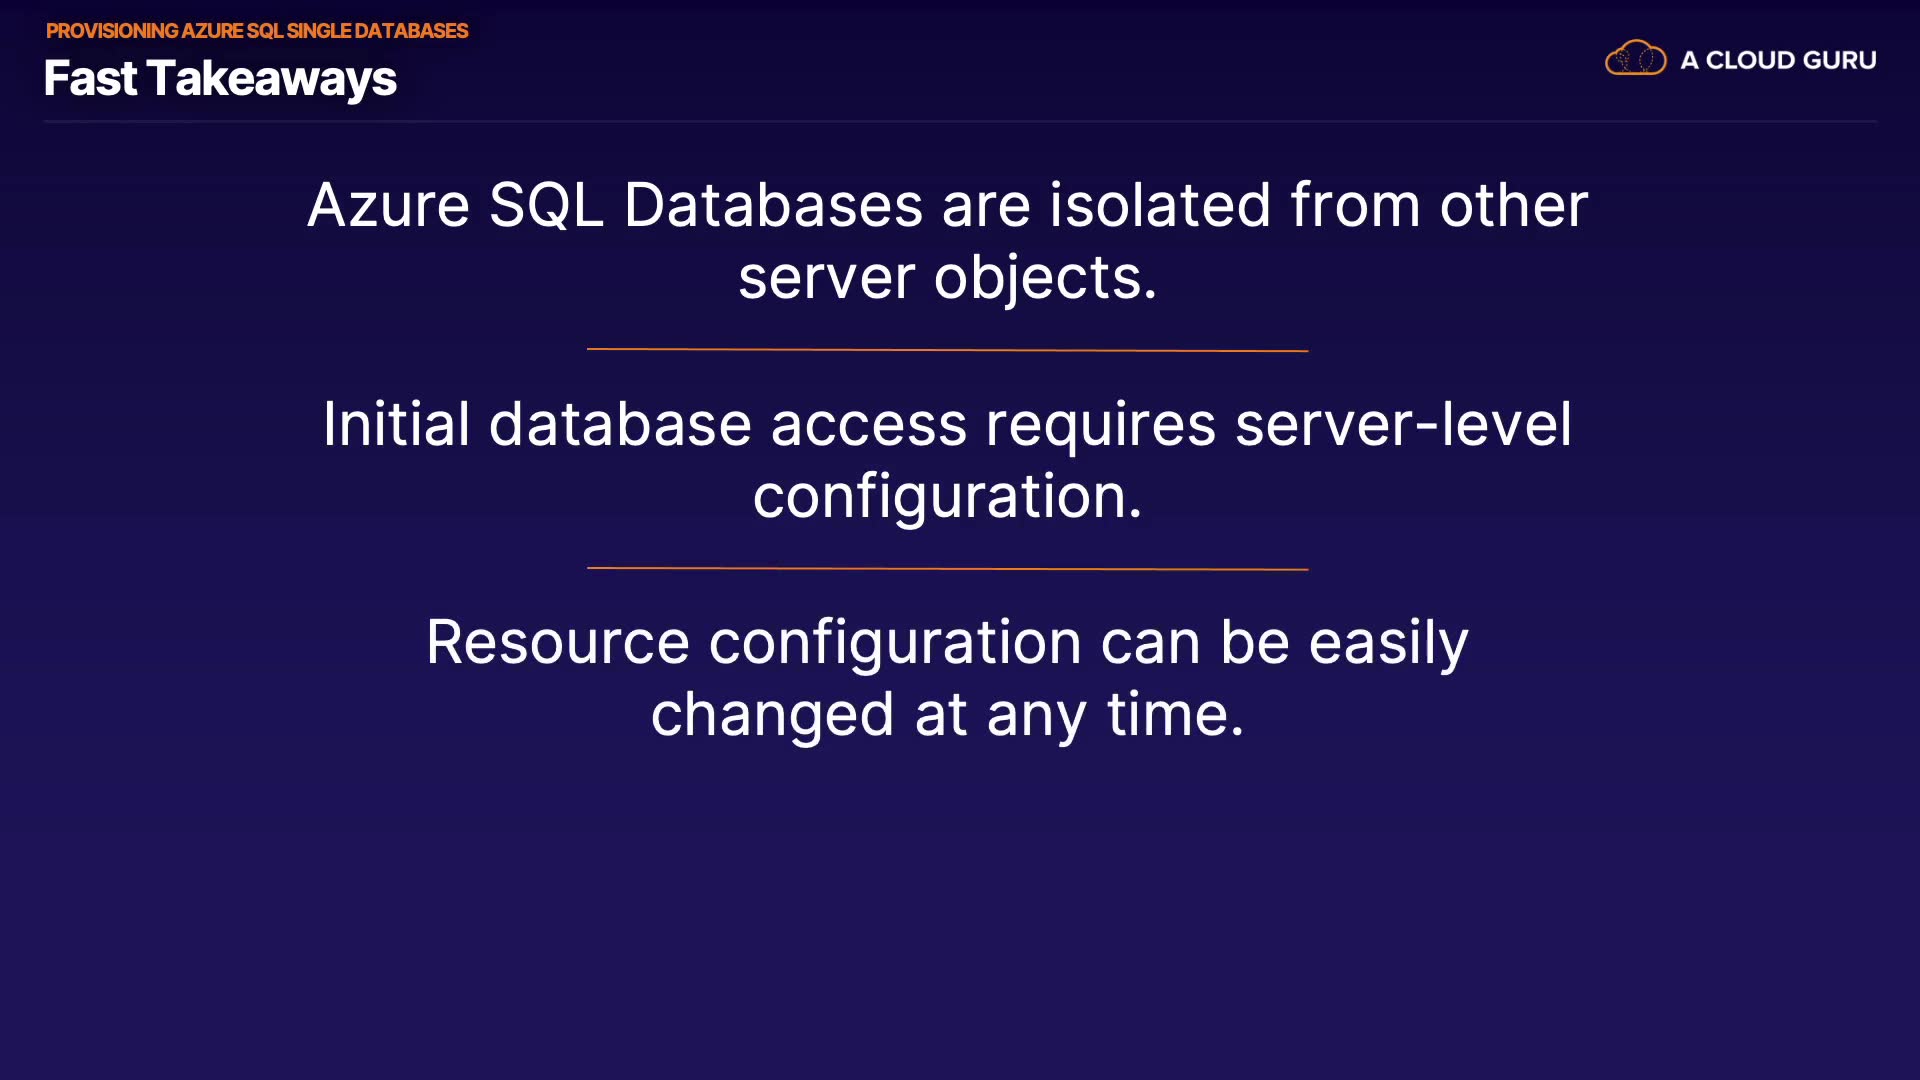 PROVISIONING AZURE SQL SINGLE DATABASES
Fast Takeaways
A CLOUD GURU
Azure SQL Databases are isolated from other
server objects.
Initial database access requires server-level
configuration.
Resource configuration can be easily
changed at any time.